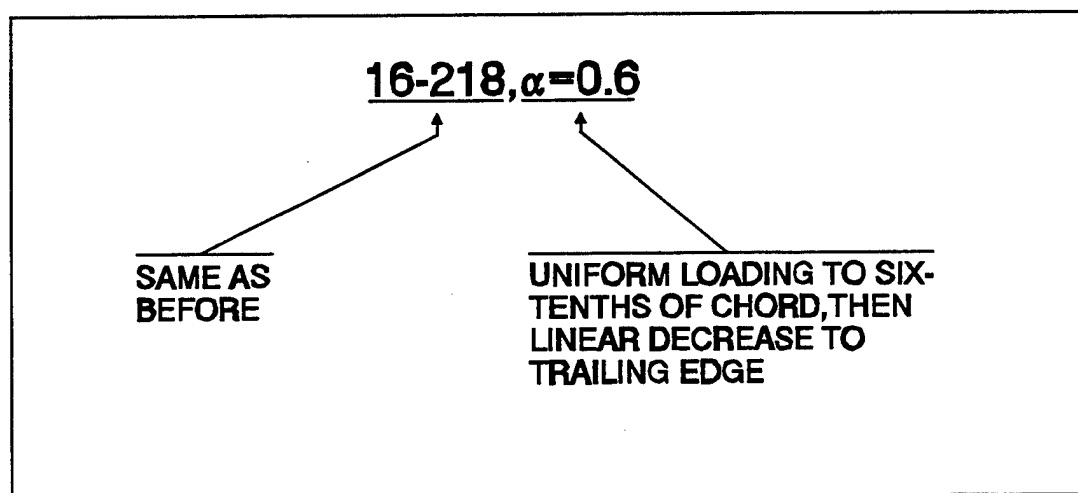 16-218,α=0.6
SAME AS
BEFORE
UNIFORM LOADING TO SIX-
TENTHS OF CHORD,THEN
LINEAR DECREASE TO
TRAILING EDGE